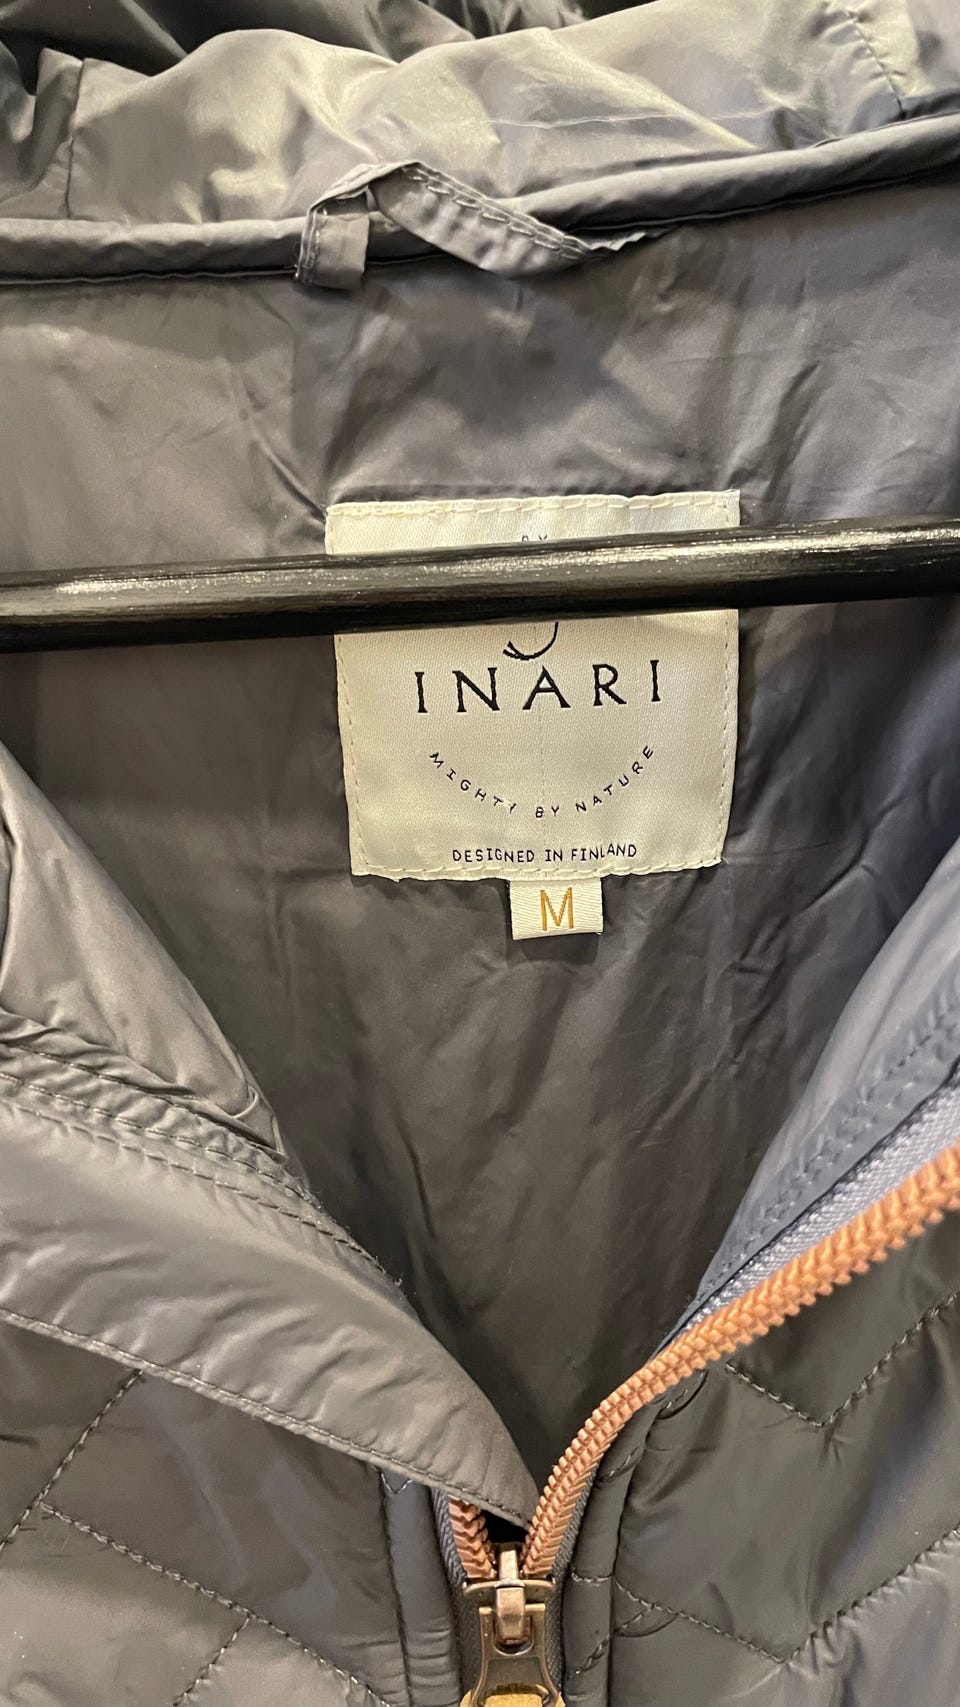 INARI
MIGHTY BY NATURE
DESIGNED IN FINLAND
M